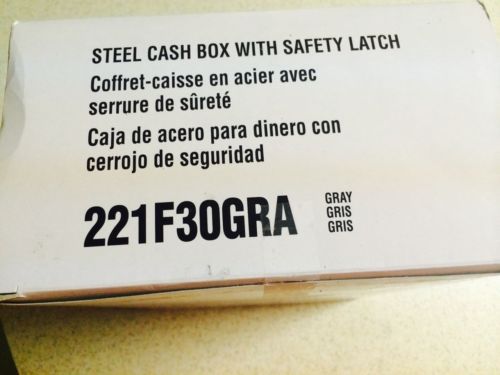 STEEL CASH BOX WITH SAFETY LATCH
Coffret-caisse en acier avec
serrure de sûreté
Caja de acero para dinero con
cerrojo de seguridad
221F30GRA
GRAY
GRIS
GRIS